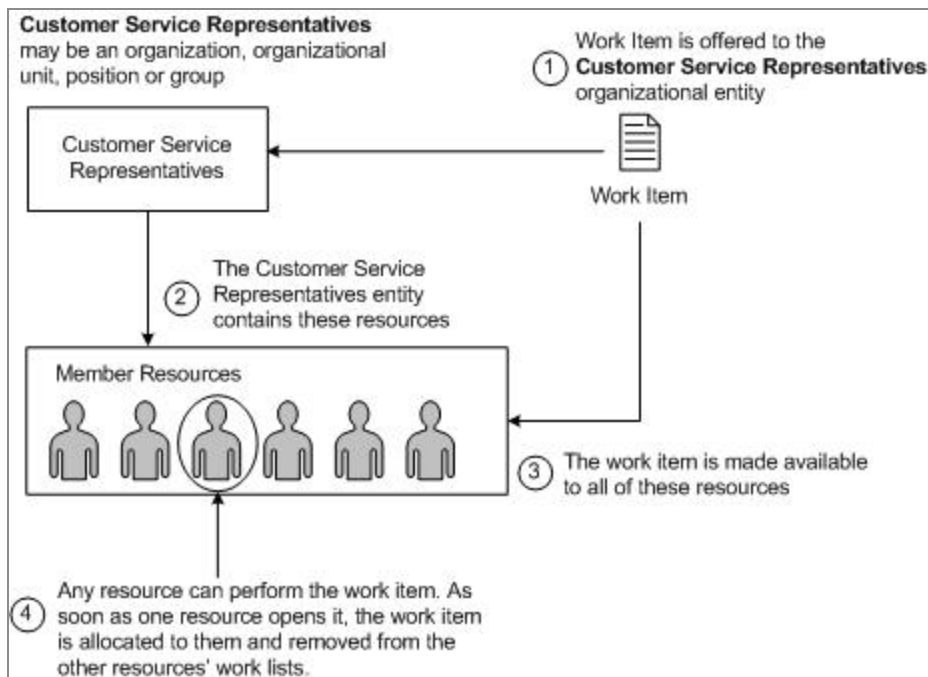 Customer Service Representatives
may be an organization, organizational
unit, position or group
Work Item is offered to the
1 Customer Service Representatives
organizational entity
Customer Service
Representatives
Work Item
The Customer Service
2 Representatives entity
contains these resources
Member Resources
3 The work item is made available
to all of these resources
Any resource can perform the work item. As
4 soon as one resource opens it, the work item
is allocated to them and removed from the
other resources' work lists.